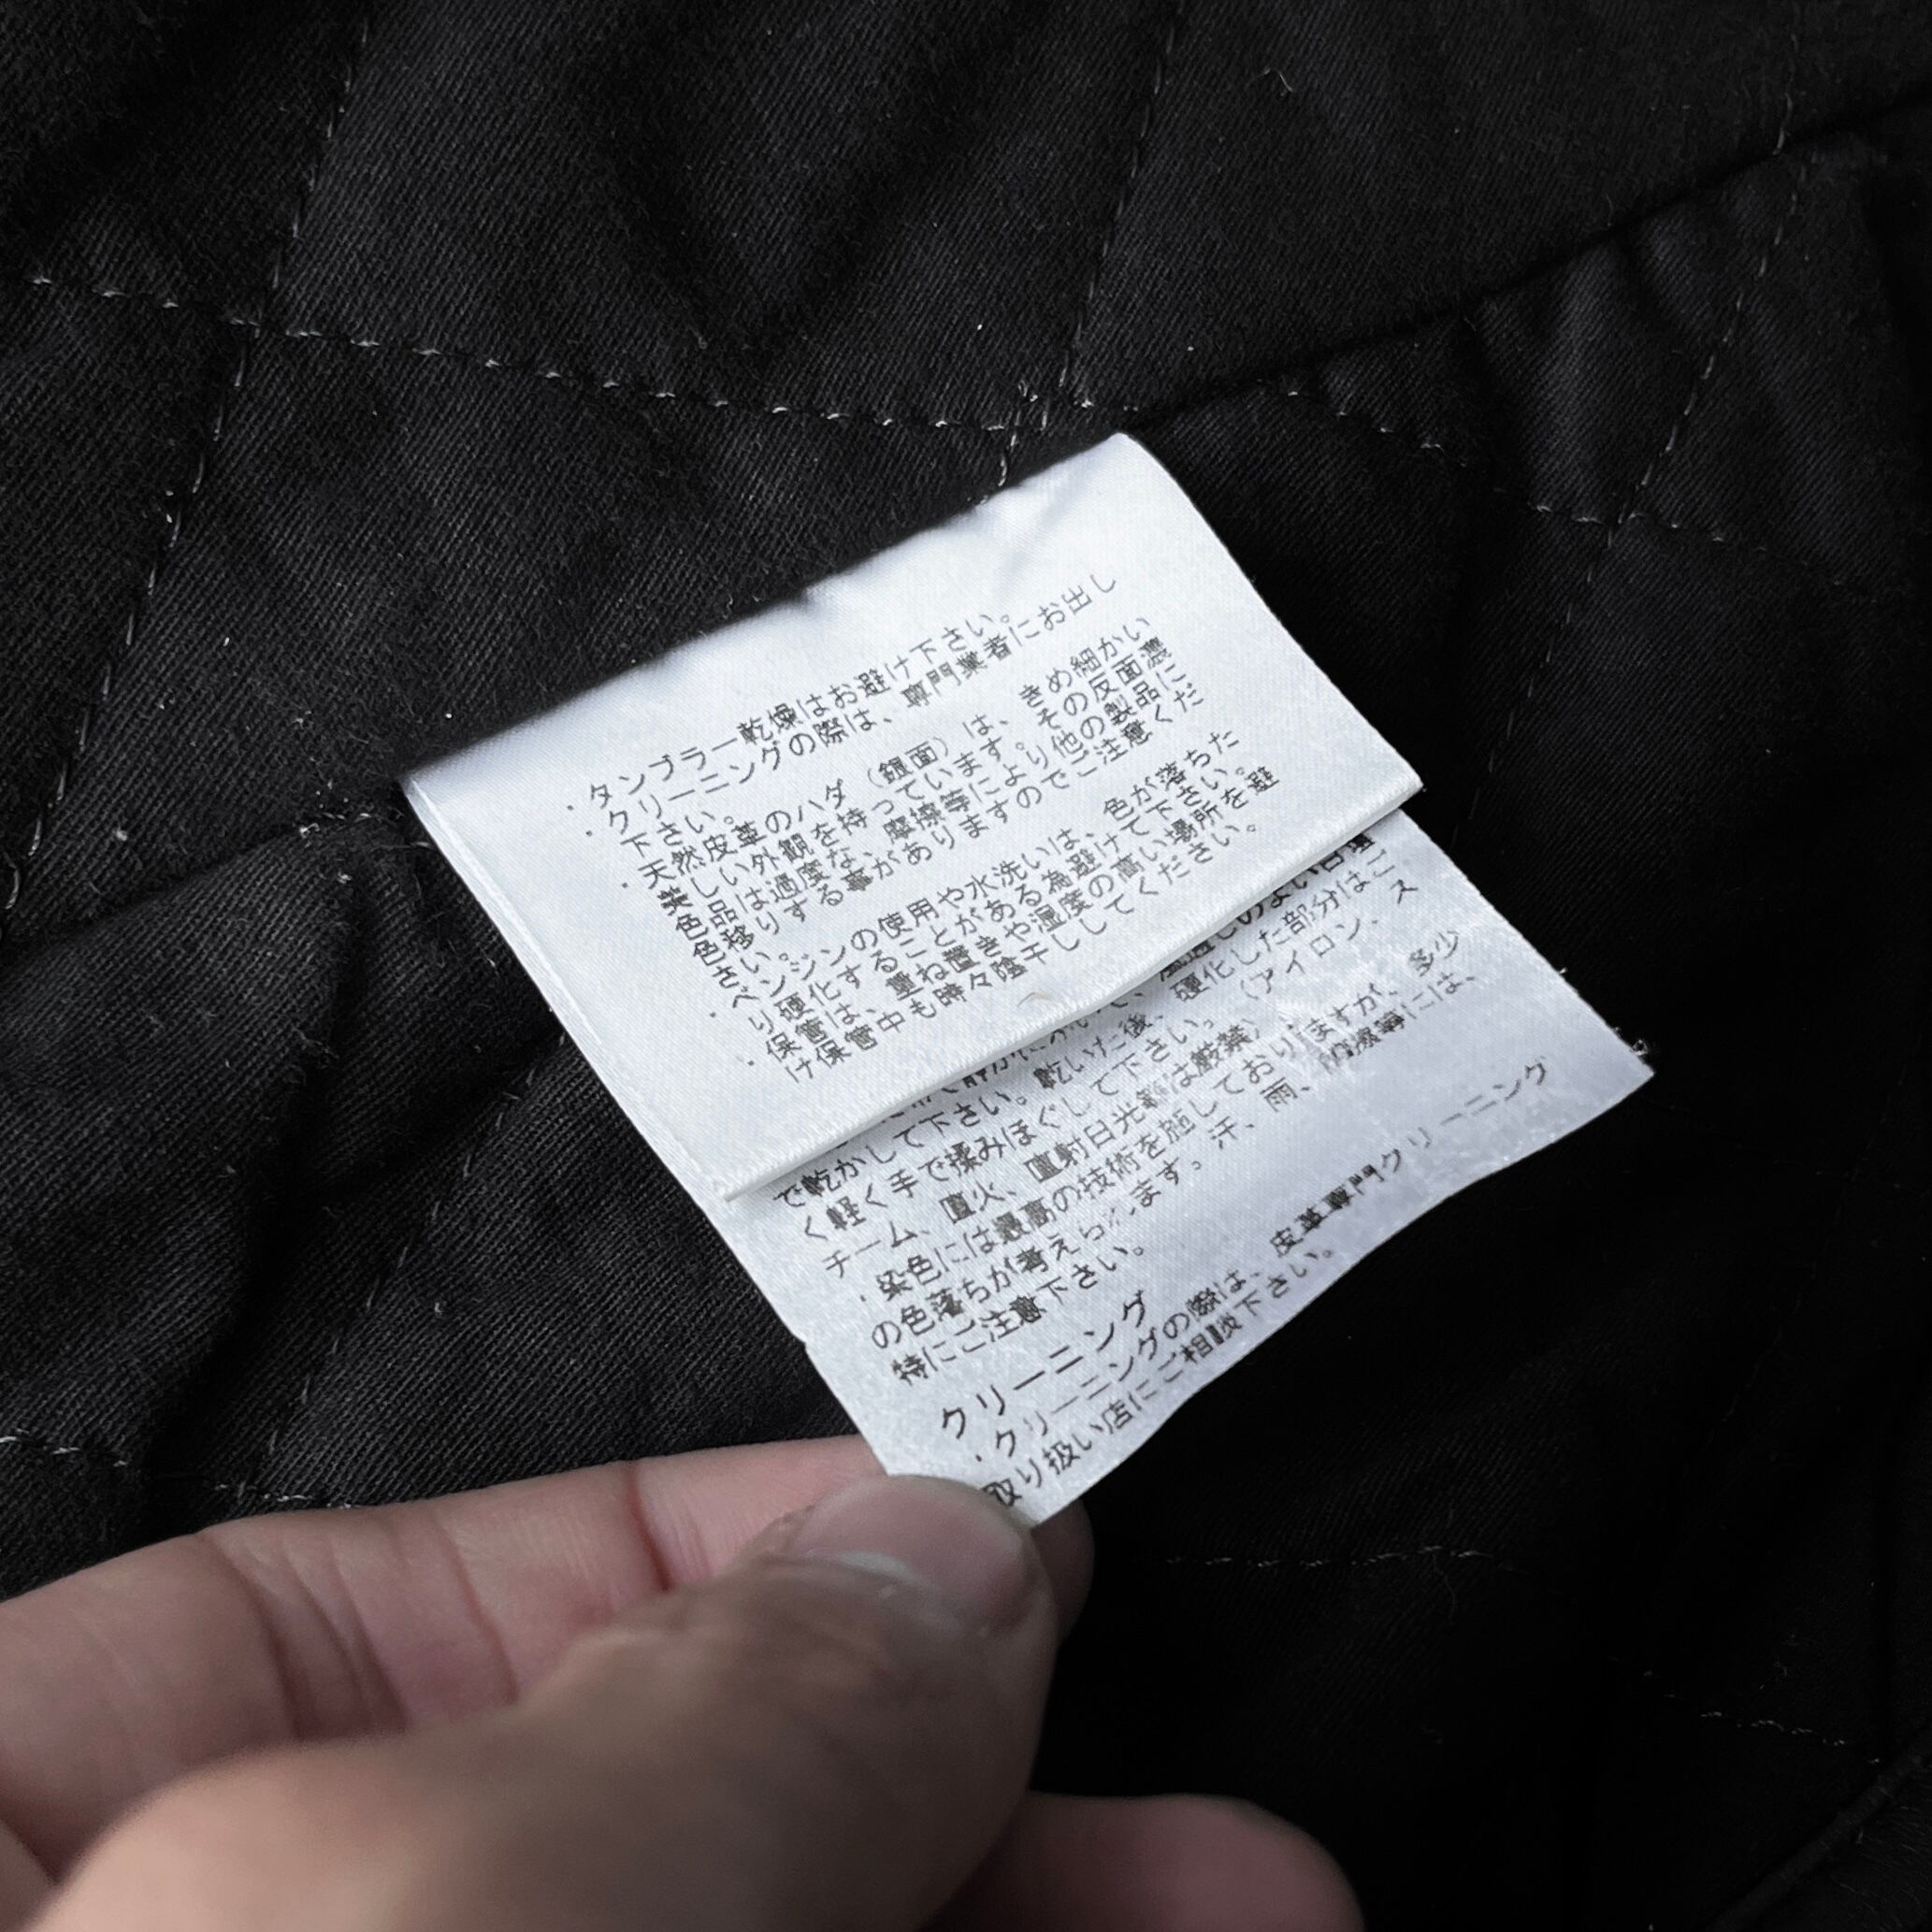 ・タンブラー乾燥はお避け下さい。
・クリーニングの際は、専門業者にお出し
下さい。
・天然皮革のハダ（銀面）は、きめ細かい
美しい外観を持っています。その反面濃
色品は過度な、摩擦等により他の製品に
色移りする事がありますのでご注意くだ
さい。
・ベンジンの使用や水洗いは、色が落ちた
り硬化することがある為避けて下さい。
・保管は、重ね置きや湿度の高い場所を避
け保管中も時々陰干ししてください。
で乾かして下さい。乾いた後、硬化した部分はご
く軽く手で揉みほぐして下さい。（アイロン、ス
チーム、直火、直射日光等は厳禁）
・染色には最高の技術を施しておりますが、多少
の色落ちが考えられます。汗、雨、には、
特にご注意下さい。
クリーニング
・クリーニングの際は、皮革専門クリーニング
取り扱い店にご相談下さい。